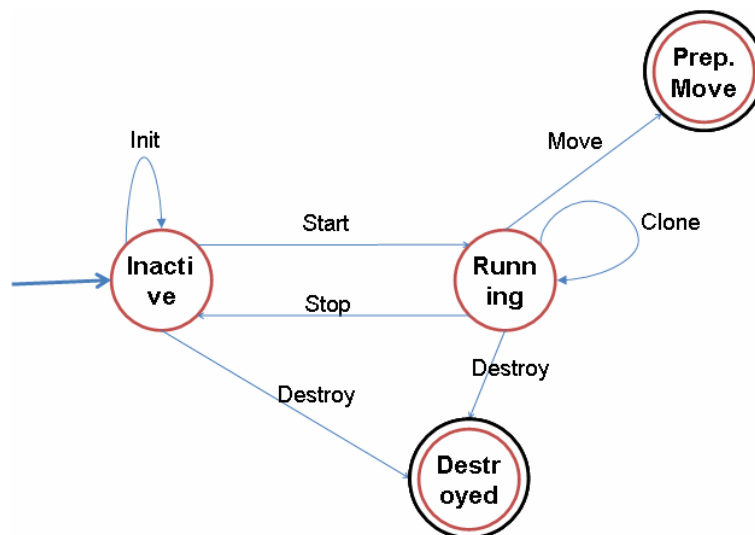 Prep.
Move
Init
Move
Start
Clone
Inacti
ve
Runn
ing
Stop
Destroy
Destroy
Destr
oyed